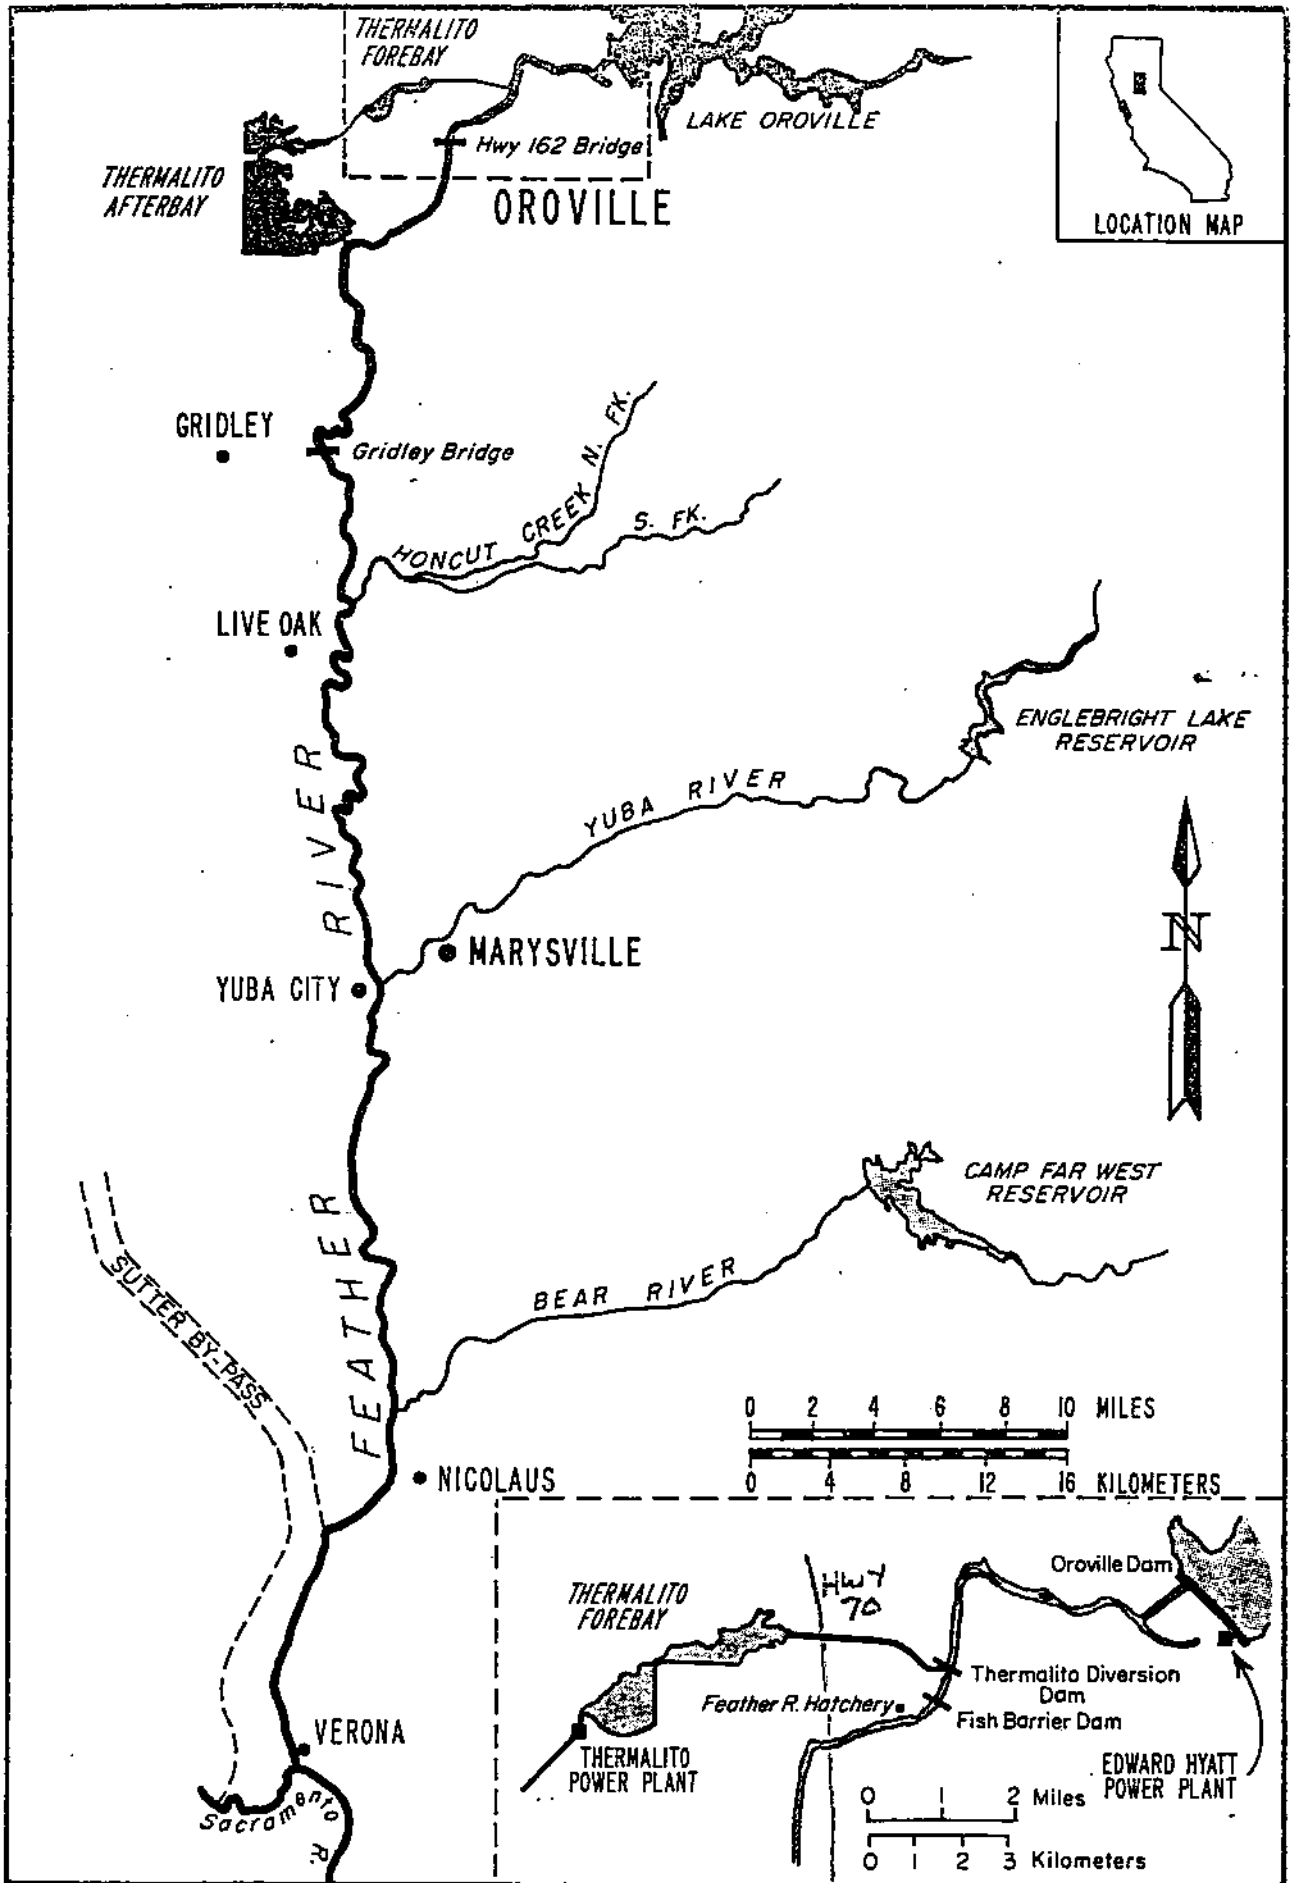 THERMALITO
FOREBAY
LAKE OROVILLE
Hwy 162 Bridge
THERMALITO
AFTERBAY
OROVILLE
LOCATION MAP
GRIDLEY
Gridley Bridge
HONCUT CREEK N. FK.
S. FK.
LIVE OAK
ENGLEBRIGHT LAKE
RESERVOIR
YUBA RIVER
N
MARYSVILLE
YUBA CITY
FEATHER RIVER
CAMP FAR WEST
RESERVOIR
SUTTER BY-PASS
BEAR RIVER
0 2 4 6 8 10 MILES
0 4 8 12 16 KILOMETERS
NICOLAUS
VERONA
Sacramento R.
Oroville Dam
HWY
70
THERMALITO
FOREBAY
Thermalito Diversion
Dam
Feather R. Hatchery
Fish Barrier Dam
THERMALITO
POWER PLANT
EDWARD HYATT
POWER PLANT
0 1 2 Miles
0 1 2 3 Kilometers